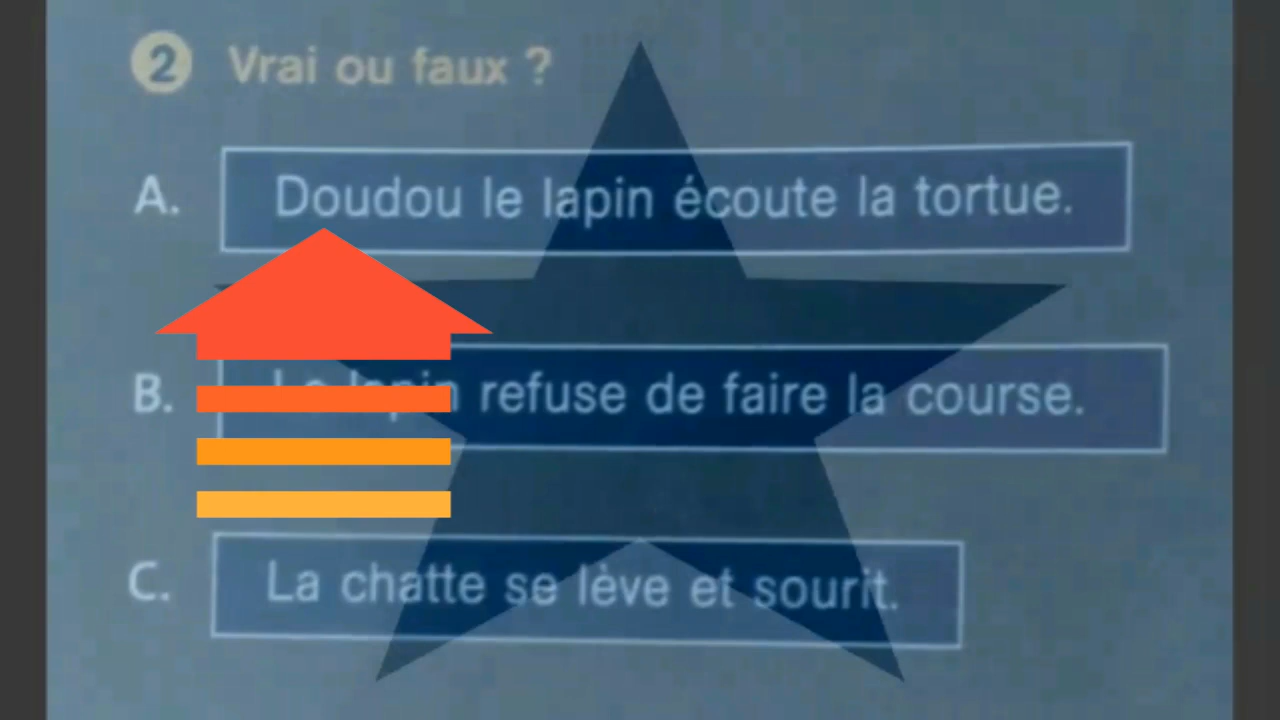 2 Vrai ou faux ?
A. Doudou le lapin écoute la tortue.
B. Le lapin refuse de faire la course.
C. La chatte se lève et sourit.